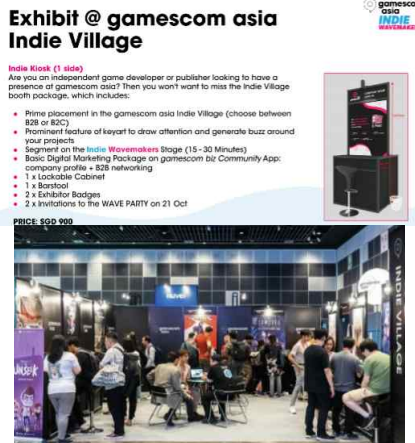 Exhibit @ gamescom asia
Indie Village
gamescom
asia
INDIE
WAVEMAKERS
Indie Kiosk (1 side)
Are you an independent game developer or publisher looking to have a
presence at gamescom asia? Then you won't want to miss the Indie Village
booth package, which includes:
• Prime placement in the gamescom asia Indie Village (choose between
B2B or B2C)
• Prominent feature of keyart to draw attention and generate buzz around
your projects
• Segment on the Indie Wavemakers Stage (15 - 30 Minutes)
• Basic Digital Marketing Package on gamescom biz Community App:
company profile + B2B networking
• 1 x Lockable Cabinet
• 1 x Barstool
• 2 x Exhibitor Badges
• 2 x Invitations to the WAVE PARTY on 21 Oct
PRICE: SGD 900
INDIE VILLAGE